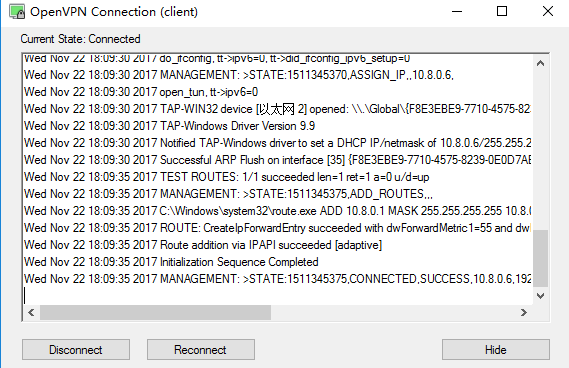 OpenVPN Connection (client)
Current State: Connected
Wed Nov 22 18:09:30 2017 do_ifconfig, tt->ipv6=0, tt->did_ifconfig_ipv6_setup=0
Wed Nov 22 18:09:30 2017 MANAGEMENT: >STATE:1511345370,ASSIGN_IP,,10.8.0.6,
Wed Nov 22 18:09:30 2017 open_tun, tt->ipv6=0
Wed Nov 22 18:09:30 2017 TAP-WIN32 device [以太网 2] opened: \\.\Global\{F8E3EBE9-7710-4575-82
Wed Nov 22 18:09:30 2017 TAP-Windows Driver Version 9.9
Wed Nov 22 18:09:30 2017 Notified TAP-Windows driver to set a DHCP IP/netmask of 10.8.0.6/255.255.2
Wed Nov 22 18:09:30 2017 Successful ARP Flush on interface [35] {F8E3EBE9-7710-4575-8239-0E0D7AE
Wed Nov 22 18:09:35 2017 TEST ROUTES: 1/1 succeeded len=1 ret=1 a=0 u/d=up
Wed Nov 22 18:09:35 2017 MANAGEMENT: >STATE:1511345375,ADD_ROUTES,,,
Wed Nov 22 18:09:35 2017 C:\Windows\system32\route.exe ADD 10.8.0.1 MASK 255.255.255.255 10.8.0
Wed Nov 22 18:09:35 2017 ROUTE: CreateIpForwardEntry succeeded with dwForwardMetric1=55 and dw
Wed Nov 22 18:09:35 2017 Route addition via IPAPI succeeded [adaptive]
Wed Nov 22 18:09:35 2017 Initialization Sequence Completed
Wed Nov 22 18:09:35 2017 MANAGEMENT: >STATE:1511345375,CONNECTED,SUCCESS,10.8.0.6,192
Disconnect
Reconnect
Hide